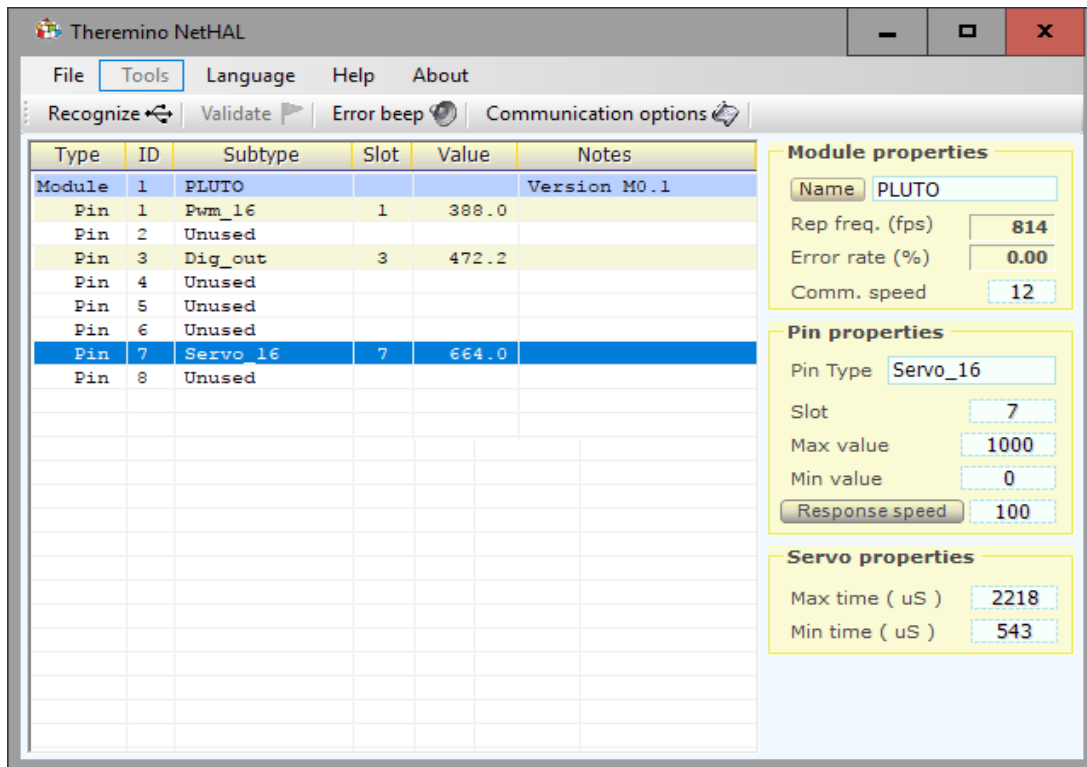 Theremino NetHAL
File Tools Language Help About
Recognize Validate Error beep Communication options
Type ID Subtype Slot Value Notes
Module 1 PLUTO Version M0.1
Pin 1 Pwm_16 1 388.0
Pin 2 Unused
Pin 3 Dig_out 3 472.2
Pin 4 Unused
Pin 5 Unused
Pin 6 Unused
Pin 7 Servo_16 7 664.0
Pin 8 Unused
Module properties
Name PLUTO
Rep freq. (fps) 814
Error rate (%) 0.00
Comm. speed 12
Pin properties
Pin Type Servo_16
Slot 7
Max value 1000
Min value 0
Response speed 100
Servo properties
Max time ( uS ) 2218
Min time ( uS ) 543